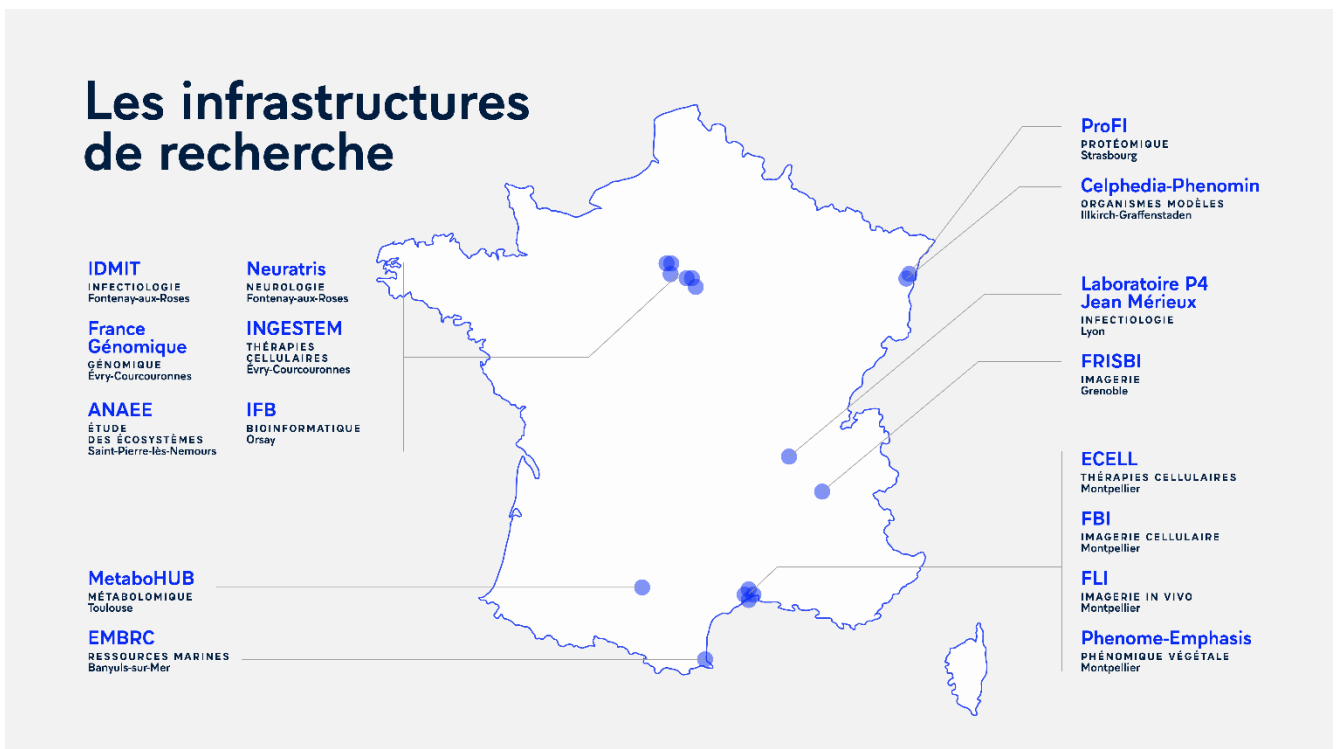 Les infrastructures
de recherche
IDMIT
INFECTIOLOGIE
Fontenay-aux-Roses
Neuratris
NEUROLOGIE
Fontenay-aux-Roses
France
Génomique
GÉNOMIQUE
Évry-Courcouronnes
INGESTEM
THÉRAPIES
CELLULAIRES
Évry-Courcouronnes
ANAEE
ÉTUDE
DES ÉCOSYSTÈMES
Saint-Pierre-lès-Nemours
IFB
BIOINFORMATIQUE
Orsay
MetaboHUB
MÉTABOLOMIQUE
Toulouse
EMBRC
RESSOURCES MARINES
Banyuls-sur-Mer
ProFI
PROTÉOMIQUE
Strasbourg
Celphedia-Phenomin
ORGANISMES MODÈLES
Illkirch-Graffenstaden
Laboratoire P4
Jean Mérieux
INFECTIOLOGIE
Lyon
FRISBI
IMAGERIE
Grenoble
ECELL
THÉRAPIES CELLULAIRES
Montpellier
FBI
IMAGERIE CELLULAIRE
Montpellier
FLI
IMAGERIE IN VIVO
Montpellier
Phenome-Emphasis
PHÉNOMIQUE VÉGÉTALE
Montpellier